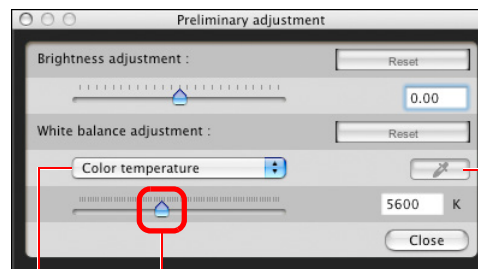 Preliminary adjustment
Brightness adjustment : Reset
0.00
White balance adjustment : Reset
Color temperature
5600 K
Close